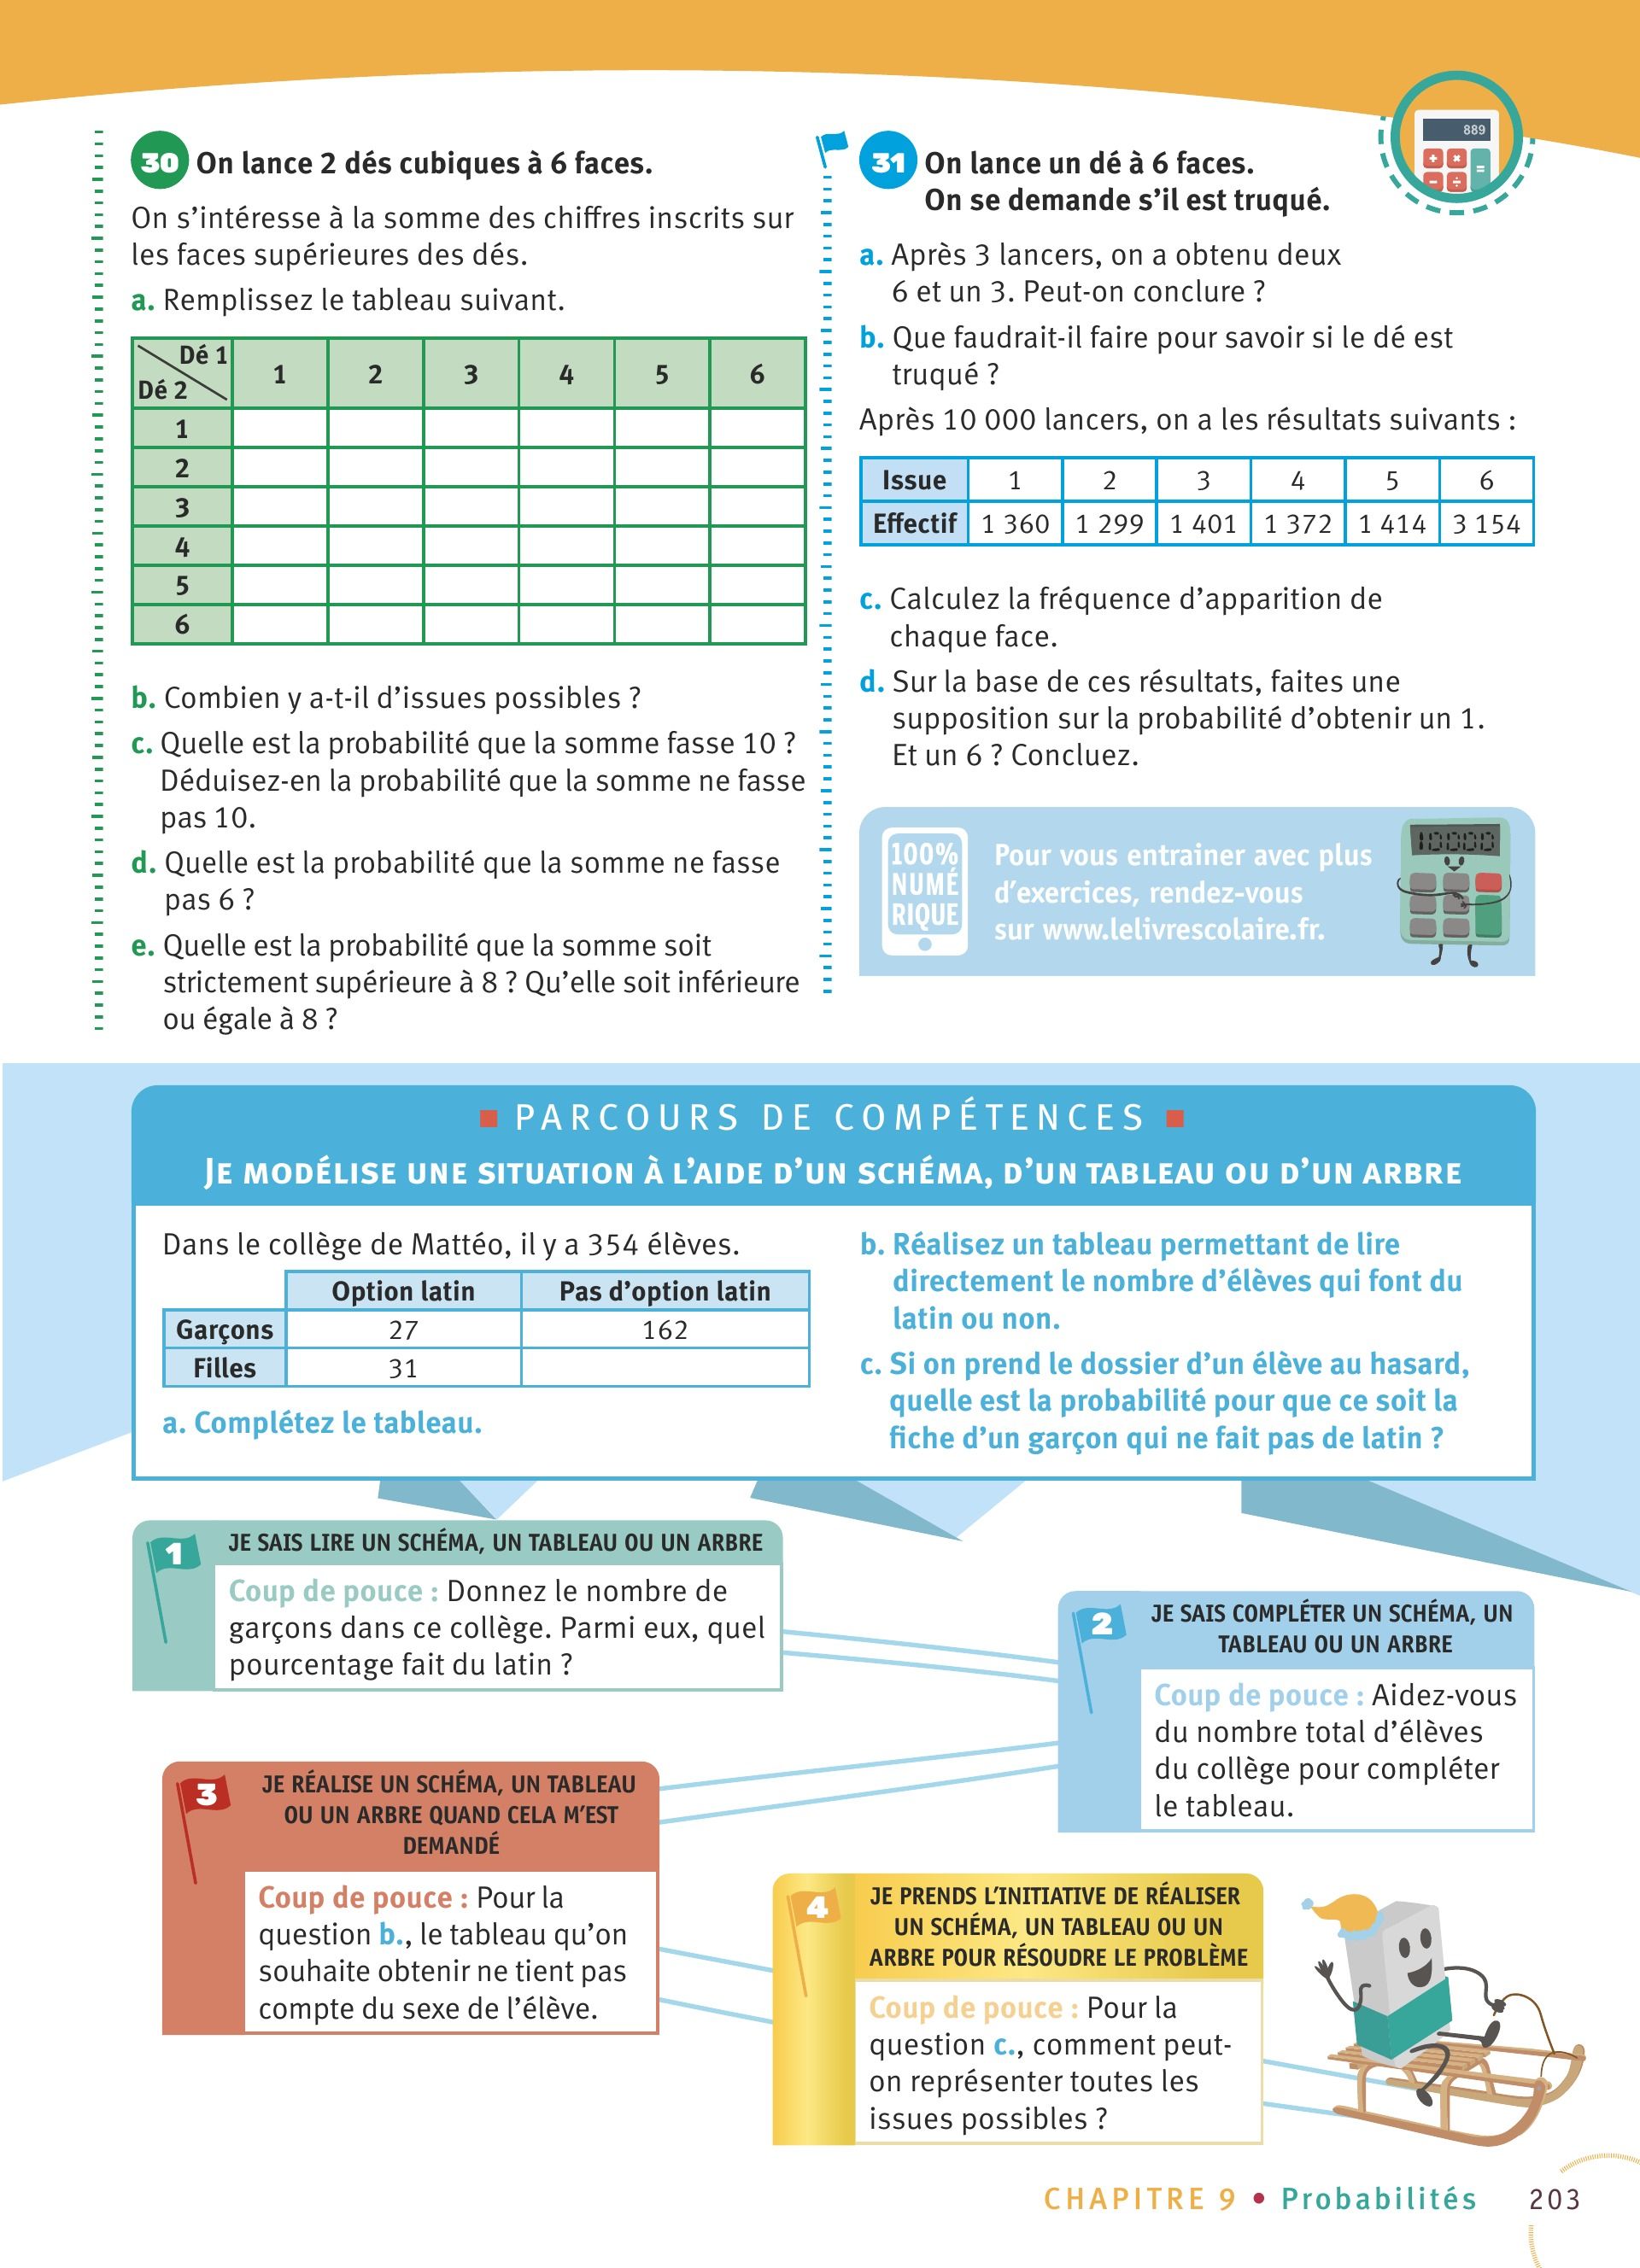 889
30 On lance 2 dés cubiques à 6 faces.
On s'intéresse à la somme des chiffres inscrits sur
les faces supérieures des dés.
a. Remplissez le tableau suivant.
Dé 1
Dé 2
1 2 3 4 5 6
1
2
3
4
5
6
b. Combien y a-t-il d'issues possibles ?
c. Quelle est la probabilité que la somme fasse 10 ?
Déduisez-en la probabilité que la somme ne fasse
pas 10.
d. Quelle est la probabilité que la somme ne fasse
pas 6 ?
e. Quelle est la probabilité que la somme soit
strictement supérieure à 8 ? Qu'elle soit inférieure
ou égale à 8 ?
31 On lance un dé à 6 faces.
On se demande s'il est truqué.
a. Après 3 lancers, on a obtenu deux
6 et un 3. Peut-on conclure ?
b. Que faudrait-il faire pour savoir si le dé est
truqué ?
Après 10 000 lancers, on a les résultats suivants :
Issue 1 2 3 4 5 6
Effectif 1 360 1 299 1 401 1 372 1 414 3 154
c. Calculez la fréquence d'apparition de
chaque face.
d. Sur la base de ces résultats, faites une
supposition sur la probabilité d'obtenir un 1.
Et un 6 ? Concluez.
100%
NUMÉ
RIQUE
Pour vous entrainer avec plus
d'exercices, rendez-vous
sur www.lelivrescolaire.fr.
10000
PARCOURS DE COMPÉTENCES
JE MODÉLISE UNE SITUATION À L'AIDE D'UN SCHÉMA, D'UN TABLEAU OU D'UN ARBRE
Dans le collège de Mattéo, il y a 354 élèves.
Option latin Pas d'option latin
Garçons 27 162
Filles 31
a. Complétez le tableau.
b. Réalisez un tableau permettant de lire
directement le nombre d'élèves qui font du
latin ou non.
c. Si on prend le dossier d'un élève au hasard,
quelle est la probabilité pour que ce soit la
fiche d'un garçon qui ne fait pas de latin ?
1 JE SAIS LIRE UN SCHÉMA, UN TABLEAU OU UN ARBRE
Coup de pouce : Donnez le nombre de
garçons dans ce collège. Parmi eux, quel
pourcentage fait du latin ?
2 JE SAIS COMPLÉTER UN SCHÉMA, UN
TABLEAU OU UN ARBRE
Coup de pouce : Aidez-vous
du nombre total d'élèves
du collège pour compléter
le tableau.
3 JE RÉALISE UN SCHÉMA, UN TABLEAU
OU UN ARBRE QUAND CELA M'EST
DEMANDÉ
Coup de pouce : Pour la
question b., le tableau qu'on
souhaite obtenir ne tient pas
compte du sexe de l'élève.
4 JE PRENDS L'INITIATIVE DE RÉALISER
UN SCHÉMA, UN TABLEAU OU UN
ARBRE POUR RÉSOUDRE LE PROBLÈME
Coup de pouce : Pour la
question c., comment peut-
on représenter toutes les
issues possibles ?
CHAPITRE 9 • Probabilités 203